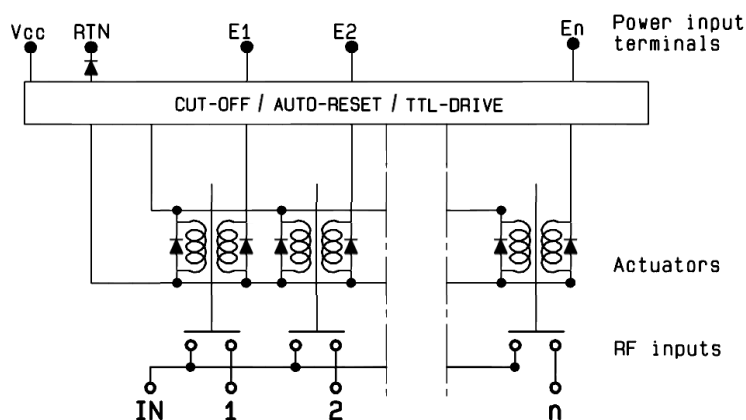 Vcc RTN E1 E2 En Power input
terminals
CUT-OFF / AUTO-RESET / TTL-DRIVE
Actuators
RF inputs
IN 1 2 n